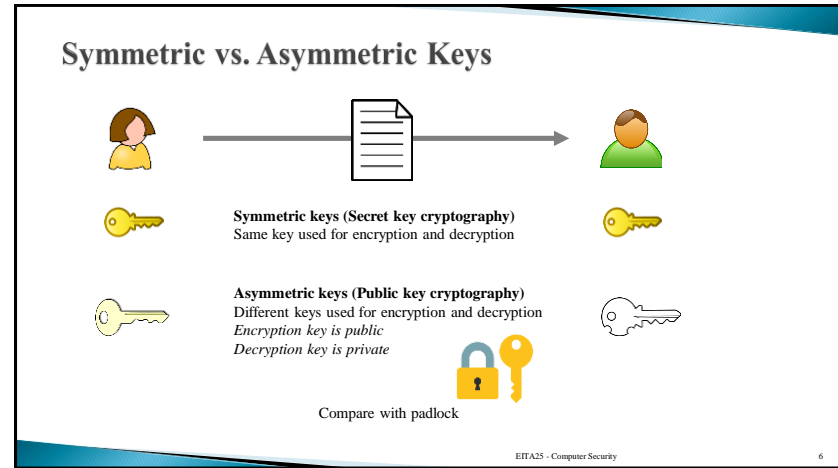 Symmetric vs. Asymmetric Keys
Symmetric keys (Secret key cryptography)
Same key used for encryption and decryption
Asymmetric keys (Public key cryptography)
Different keys used for encryption and decryption
Encryption key is public
Decryption key is private
Compare with padlock
EITA25 - Computer Security
6